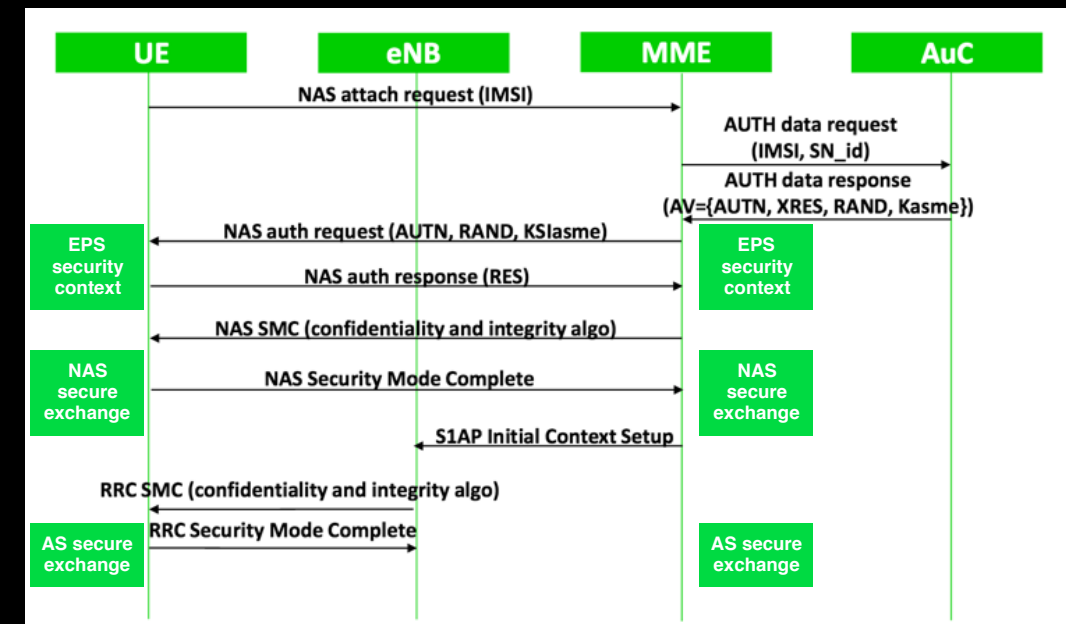 UE
eNB
MME
AuC
NAS attach request (IMSI)
AUTH data request
(IMSI, SN_id)
AUTH data response
(AV={AUTN, XRES, RAND, Kasme})
NAS auth request (AUTN, RAND, KSIasme)
EPS
security
context
EPS
security
context
NAS auth response (RES)
NAS SMC (confidentiality and integrity algo)
NAS
secure
exchange
NAS Security Mode Complete
NAS
secure
exchange
S1AP Initial Context Setup
RRC SMC (confidentiality and integrity algo)
RRC Security Mode Complete
AS secure
exchange
AS secure
exchange